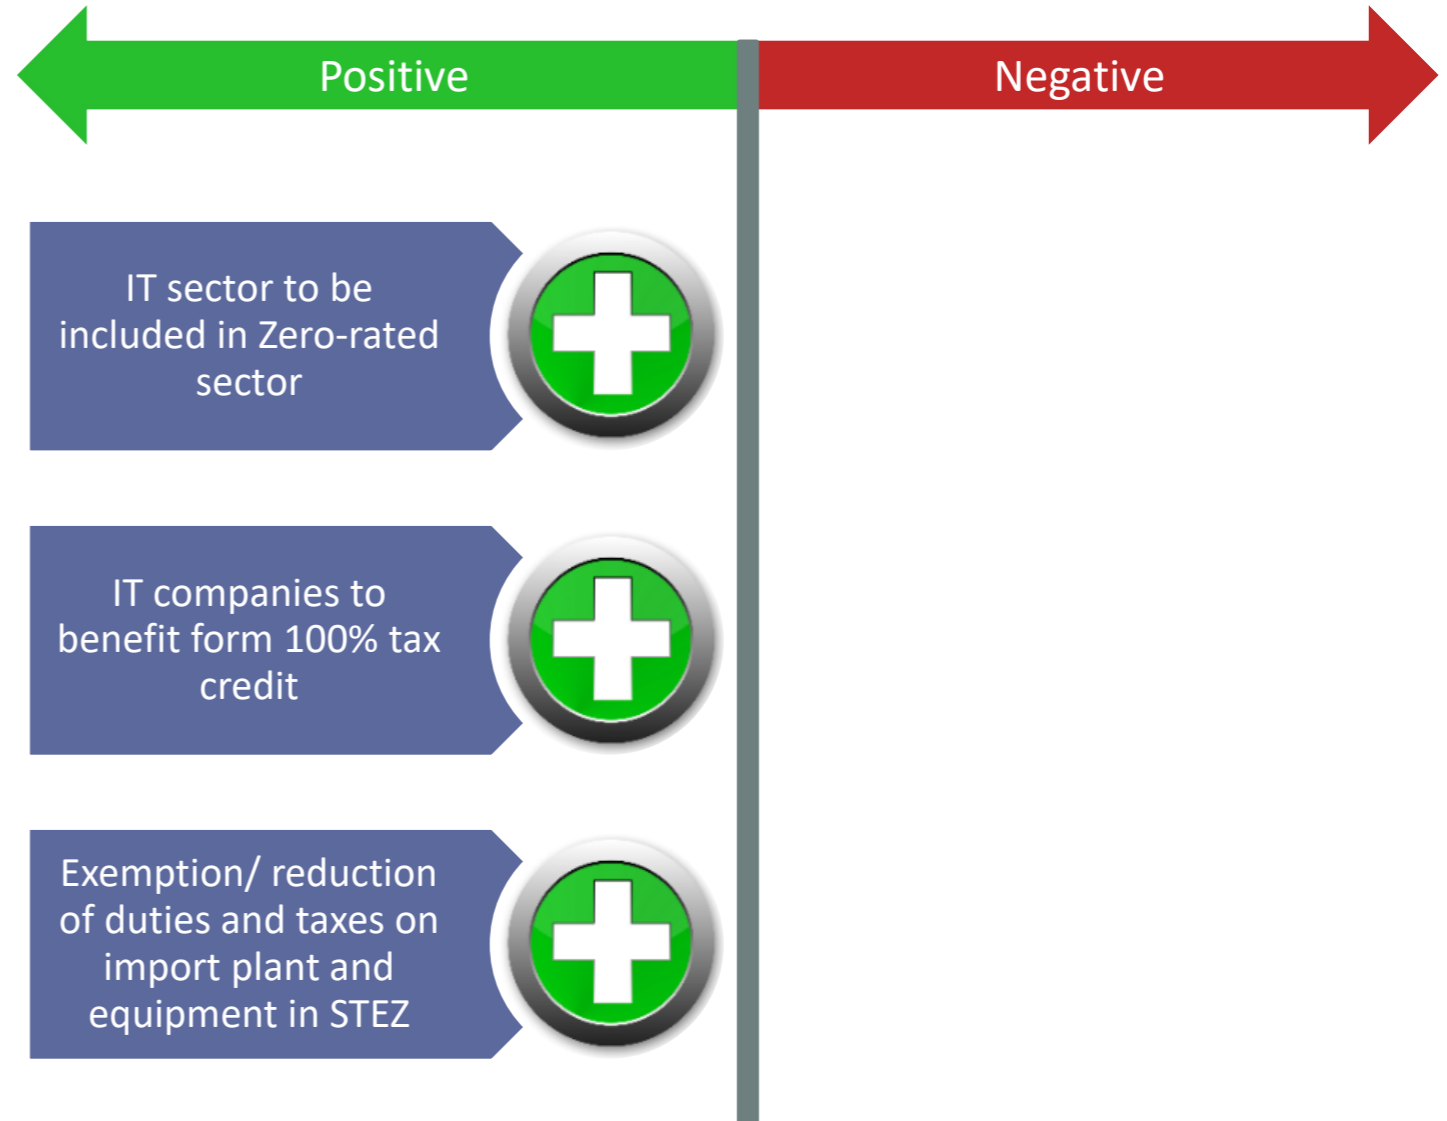 Positive
Negative
IT sector to be
included in Zero-rated
sector
IT companies to
benefit form 100% tax
credit
Exemption/ reduction
of duties and taxes on
import plant and
equipment in STEZ